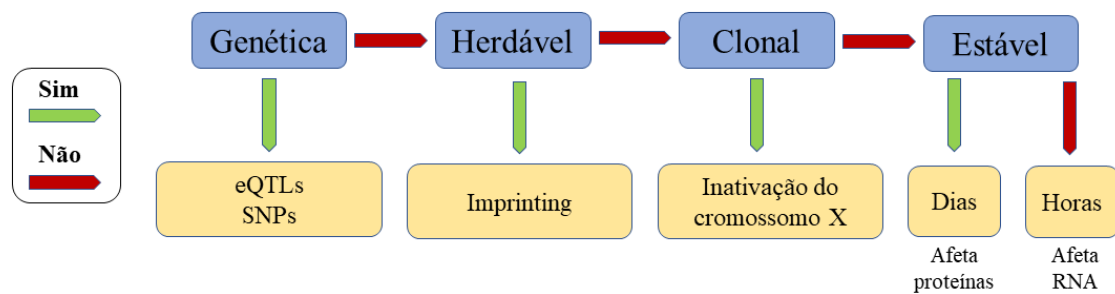 Genética
Herdável
Clonal
Estável
Sim
Não
eQTLs
SNPs
Imprinting
Inativação do
cromossomo X
Dias
Horas
Afeta
proteínas
Afeta
RNA